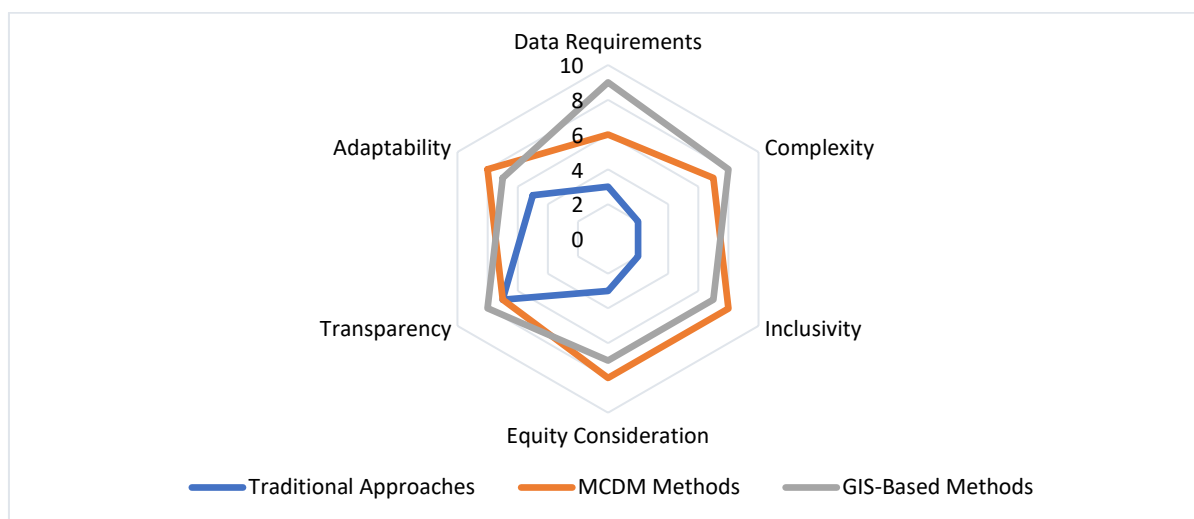 Data Requirements
10
8
6
4
2
0
Adaptability
Complexity
Transparency
Inclusivity
Equity Consideration
Traditional Approaches MCDM Methods GIS-Based Methods